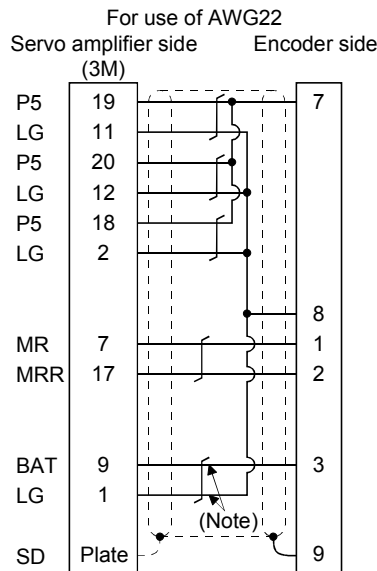 For use of AWG22
Servo amplifier side Encoder side
(3M)
P5 19 7
LG 11
P5 20
LG 12
P5 18
LG 2
8
MR 7 1
MRR 17 2
BAT 9 3
LG 1
(Note)
SD Plate 9